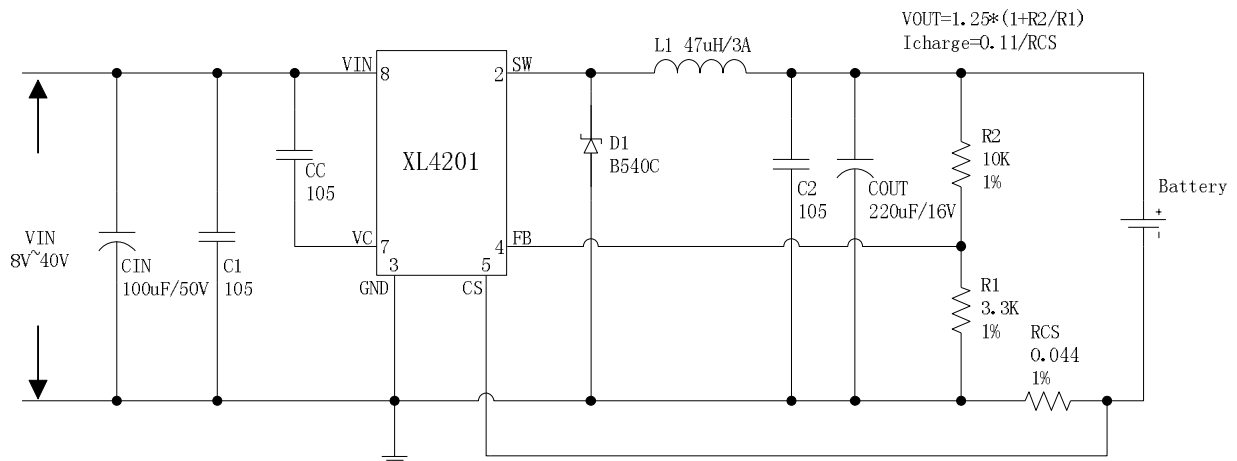 VOUT=1.25*(1+R2/R1)
Icharge=0.11/RCS
L1 47uH/3A
VIN
8
2
SW
XL4201
CC
105
D1
B540C
C2
105
COUT
220uF/16V
R2
10K
1%
Battery
+
-
VIN
8V~40V
CIN
100uF/50V
C1
105
VC
7
4
FB
3
5
GND
CS
R1
3.3K
1%
RCS
0.044
1%